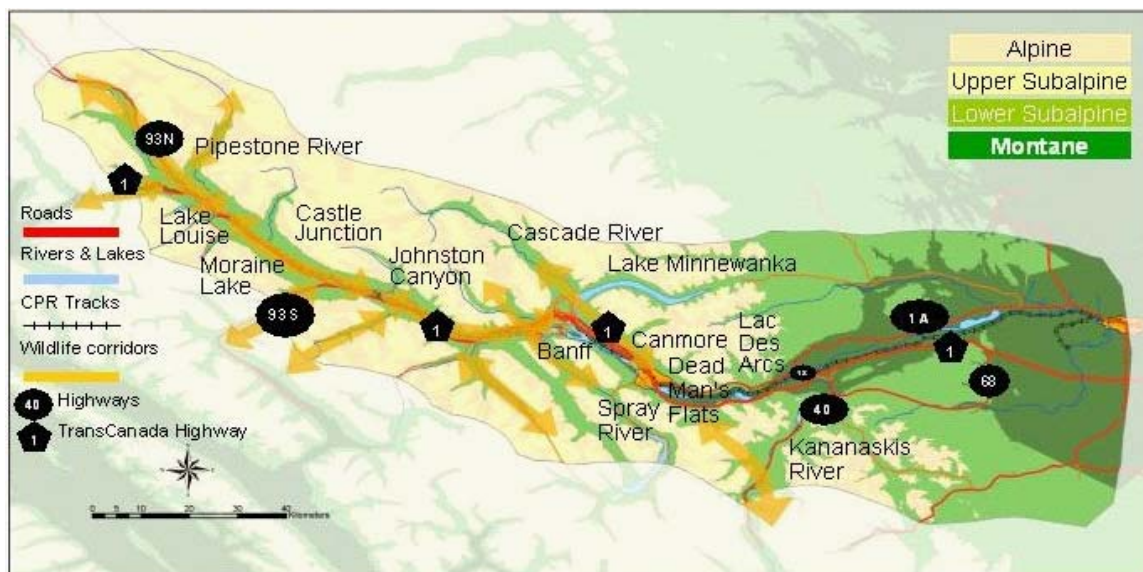 Alpine
Upper Subalpine
Lower Subalpine
Montane
93N
Pipestone River
1
Roads
Rivers & Lakes
CPR Tracks
Wildlife corridors
40
Highways
1
TransCanada Highway
Lake
Louise
Castle
Junction
Moraine
Lake
93 S
Johnston
Canyon
1
Cascade River
Lake Minnewanka
Banff
1
Canmore
Dead
Man's
Flats
Lac
Des
Arcs
Spray
River
40
Kananaskis
River
1 A
1
68
0 5 10 20 30 40
Kilometers